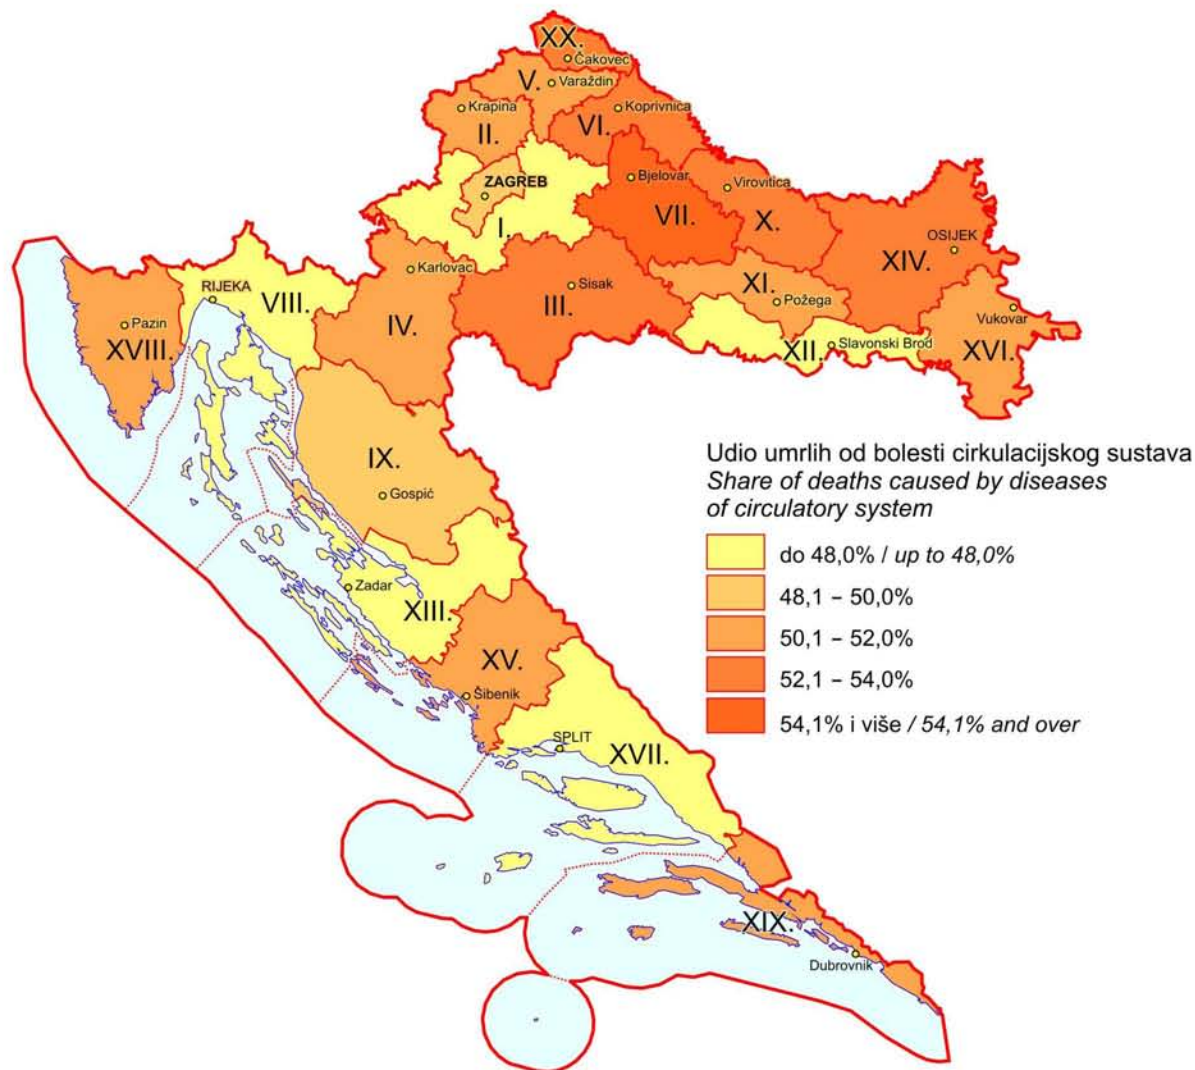 XX.
Čakovec
V.
Varaždin
Krapina
II.
Koprivnica
VI.
ZAGREB
Bjelovar
Virovitica
VII.
X.
I.
OSIJEK
XIV.
Karlovac
Sisak
XI.
RIJEKA
VIII.
III.
Požega
Vukovar
Pazin
IV.
XVIII.
XII.
Slavonski Brod
XVI.
IX.
Gospić
Udio umrlih od bolesti cirkulacijskog sustava
Share of deaths caused by diseases
of circulatory system
do 48,0% / up to 48,0%
48,1 – 50,0%
50,1 – 52,0%
52,1 – 54,0%
54,1% i više / 54,1% and over
Zadar
XIII.
XV.
Šibenik
SPLIT
XVII.
XIX.
Dubrovnik